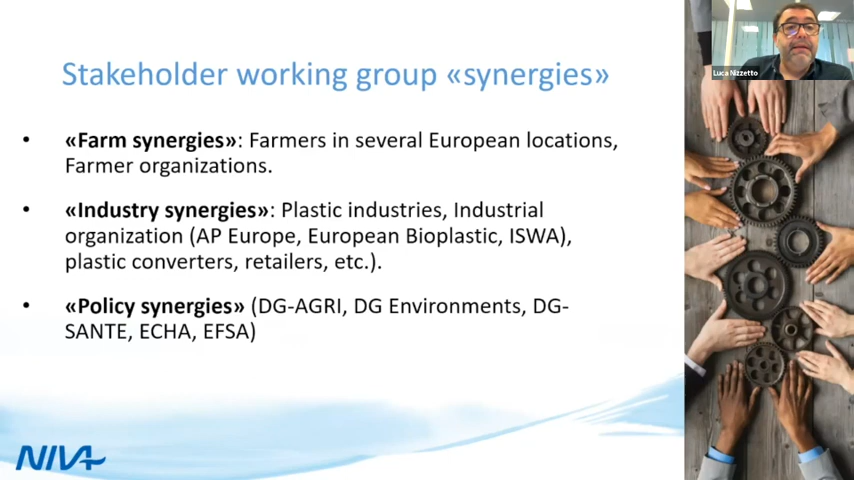 Stakeholder working group «synergies»
• «Farm synergies»: Farmers in several European locations,
Farmer organizations.
• «Industry synergies»: Plastic industries, Industrial
organization (AP Europe, European Bioplastic, ISWA),
plastic converters, retailers, etc.).
• «Policy synergies» (DG-AGRI, DG Environments, DG-
SANTE, ECHA, EFSA)
NIVA
Luca Nizzetto